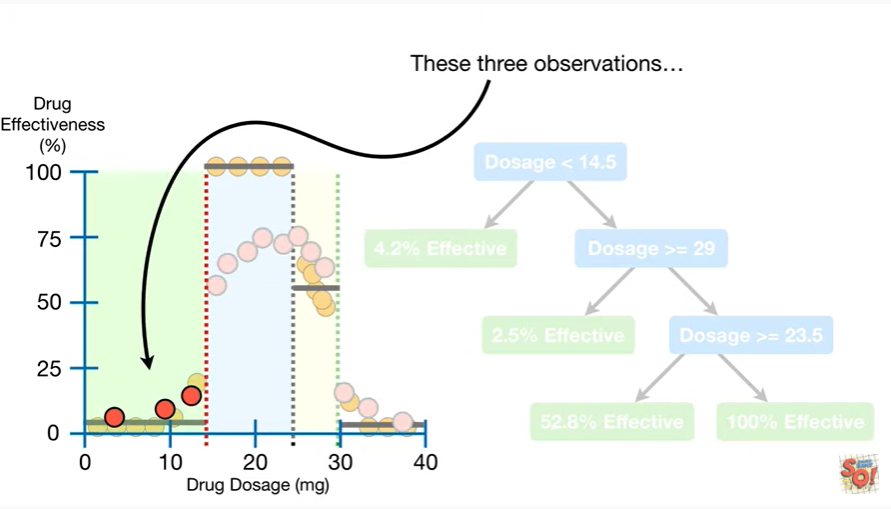 These three observations...
Drug
Effectiveness
(%)
100
75
50
25
0
0 10 20 30 40
Drug Dosage (mg)
Dosage < 14.5
4.2% Effective
Dosage >= 29
2.5% Effective
Dosage >= 23.5
52.8% Effective
100% Effective